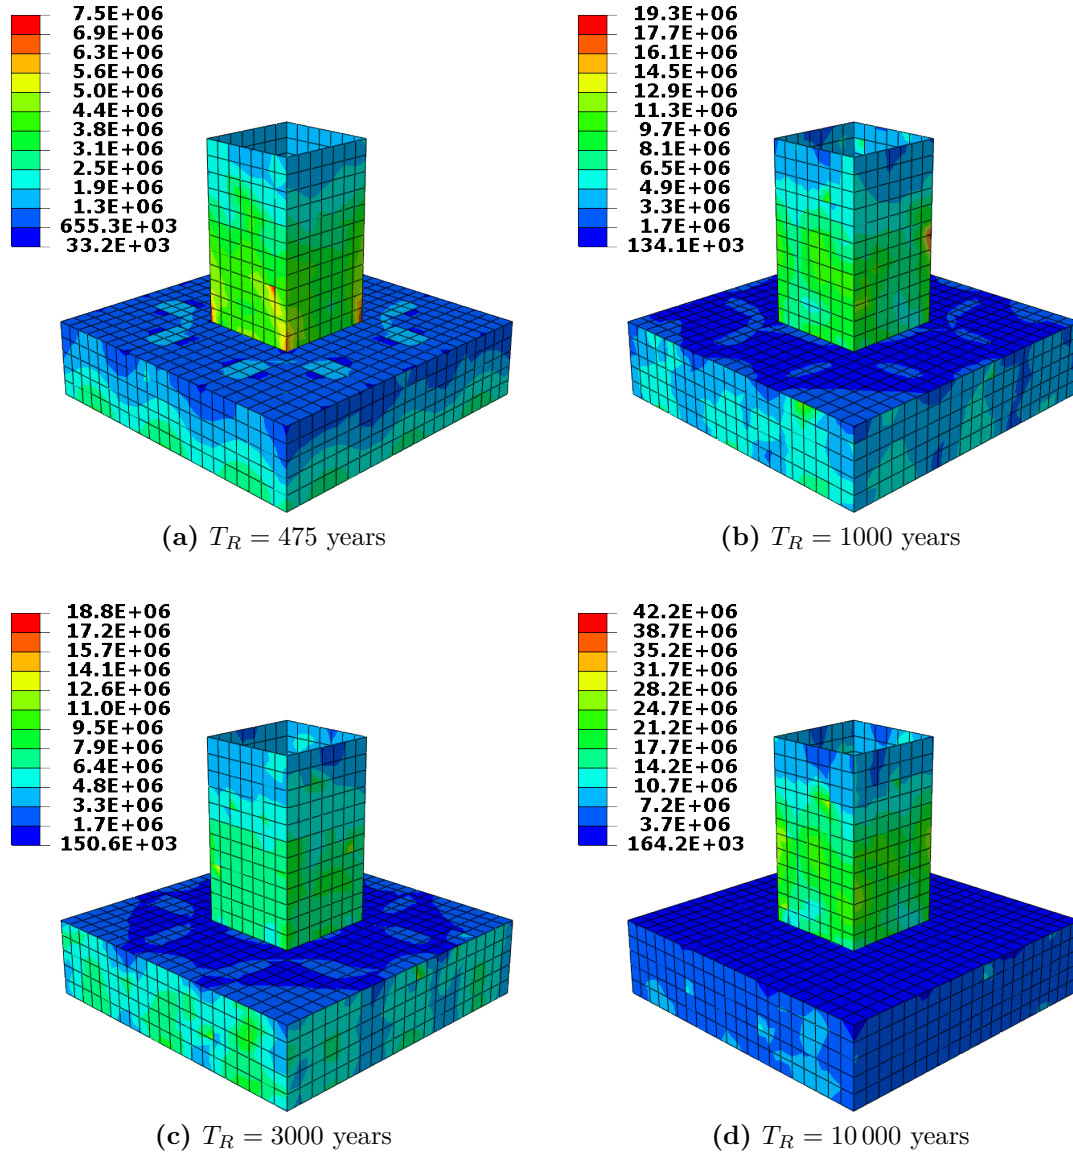 7.5E+06
6.9E+06
6.3E+06
5.6E+06
5.0E+06
4.4E+06
3.8E+06
3.1E+06
2.5E+06
1.9E+06
1.3E+06
655.3E+03
33.2E+03
(a) T_R = 475 years
19.3E+06
17.7E+06
16.1E+06
14.5E+06
12.9E+06
11.3E+06
9.7E+06
8.1E+06
6.5E+06
4.9E+06
3.3E+06
1.7E+06
134.1E+03
(b) T_R = 1000 years
18.8E+06
17.2E+06
15.7E+06
14.1E+06
12.6E+06
11.0E+06
9.5E+06
7.9E+06
6.4E+06
4.8E+06
3.3E+06
1.7E+06
150.6E+03
(c) T_R = 3000 years
42.2E+06
38.7E+06
35.2E+06
31.7E+06
28.2E+06
24.7E+06
21.2E+06
17.7E+06
14.2E+06
10.7E+06
7.2E+06
3.7E+06
164.2E+03
(d) T_R = 10 000 years